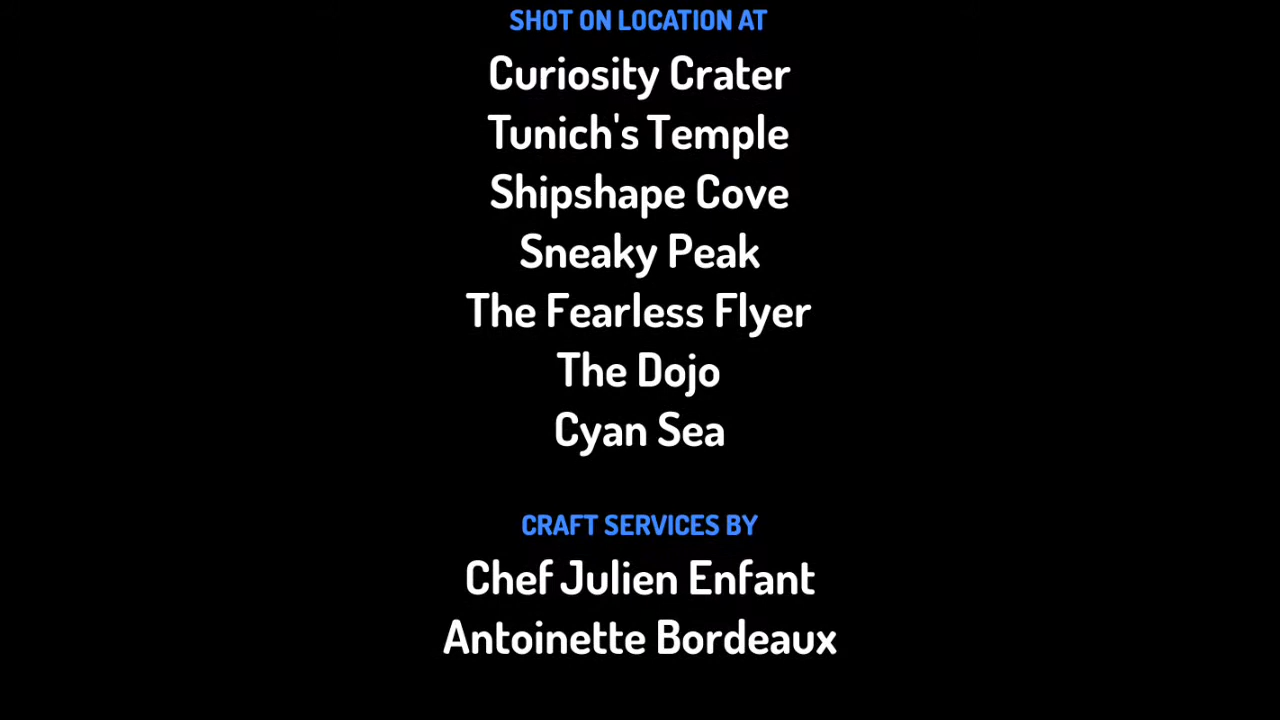 SHOT ON LOCATION AT
Curiosity Crater
Tunich's Temple
Shipshape Cove
Sneaky Peak
The Fearless Flyer
The Dojo
Cyan Sea
CRAFT SERVICES BY
Chef Julien Enfant
Antoinette Bordeaux